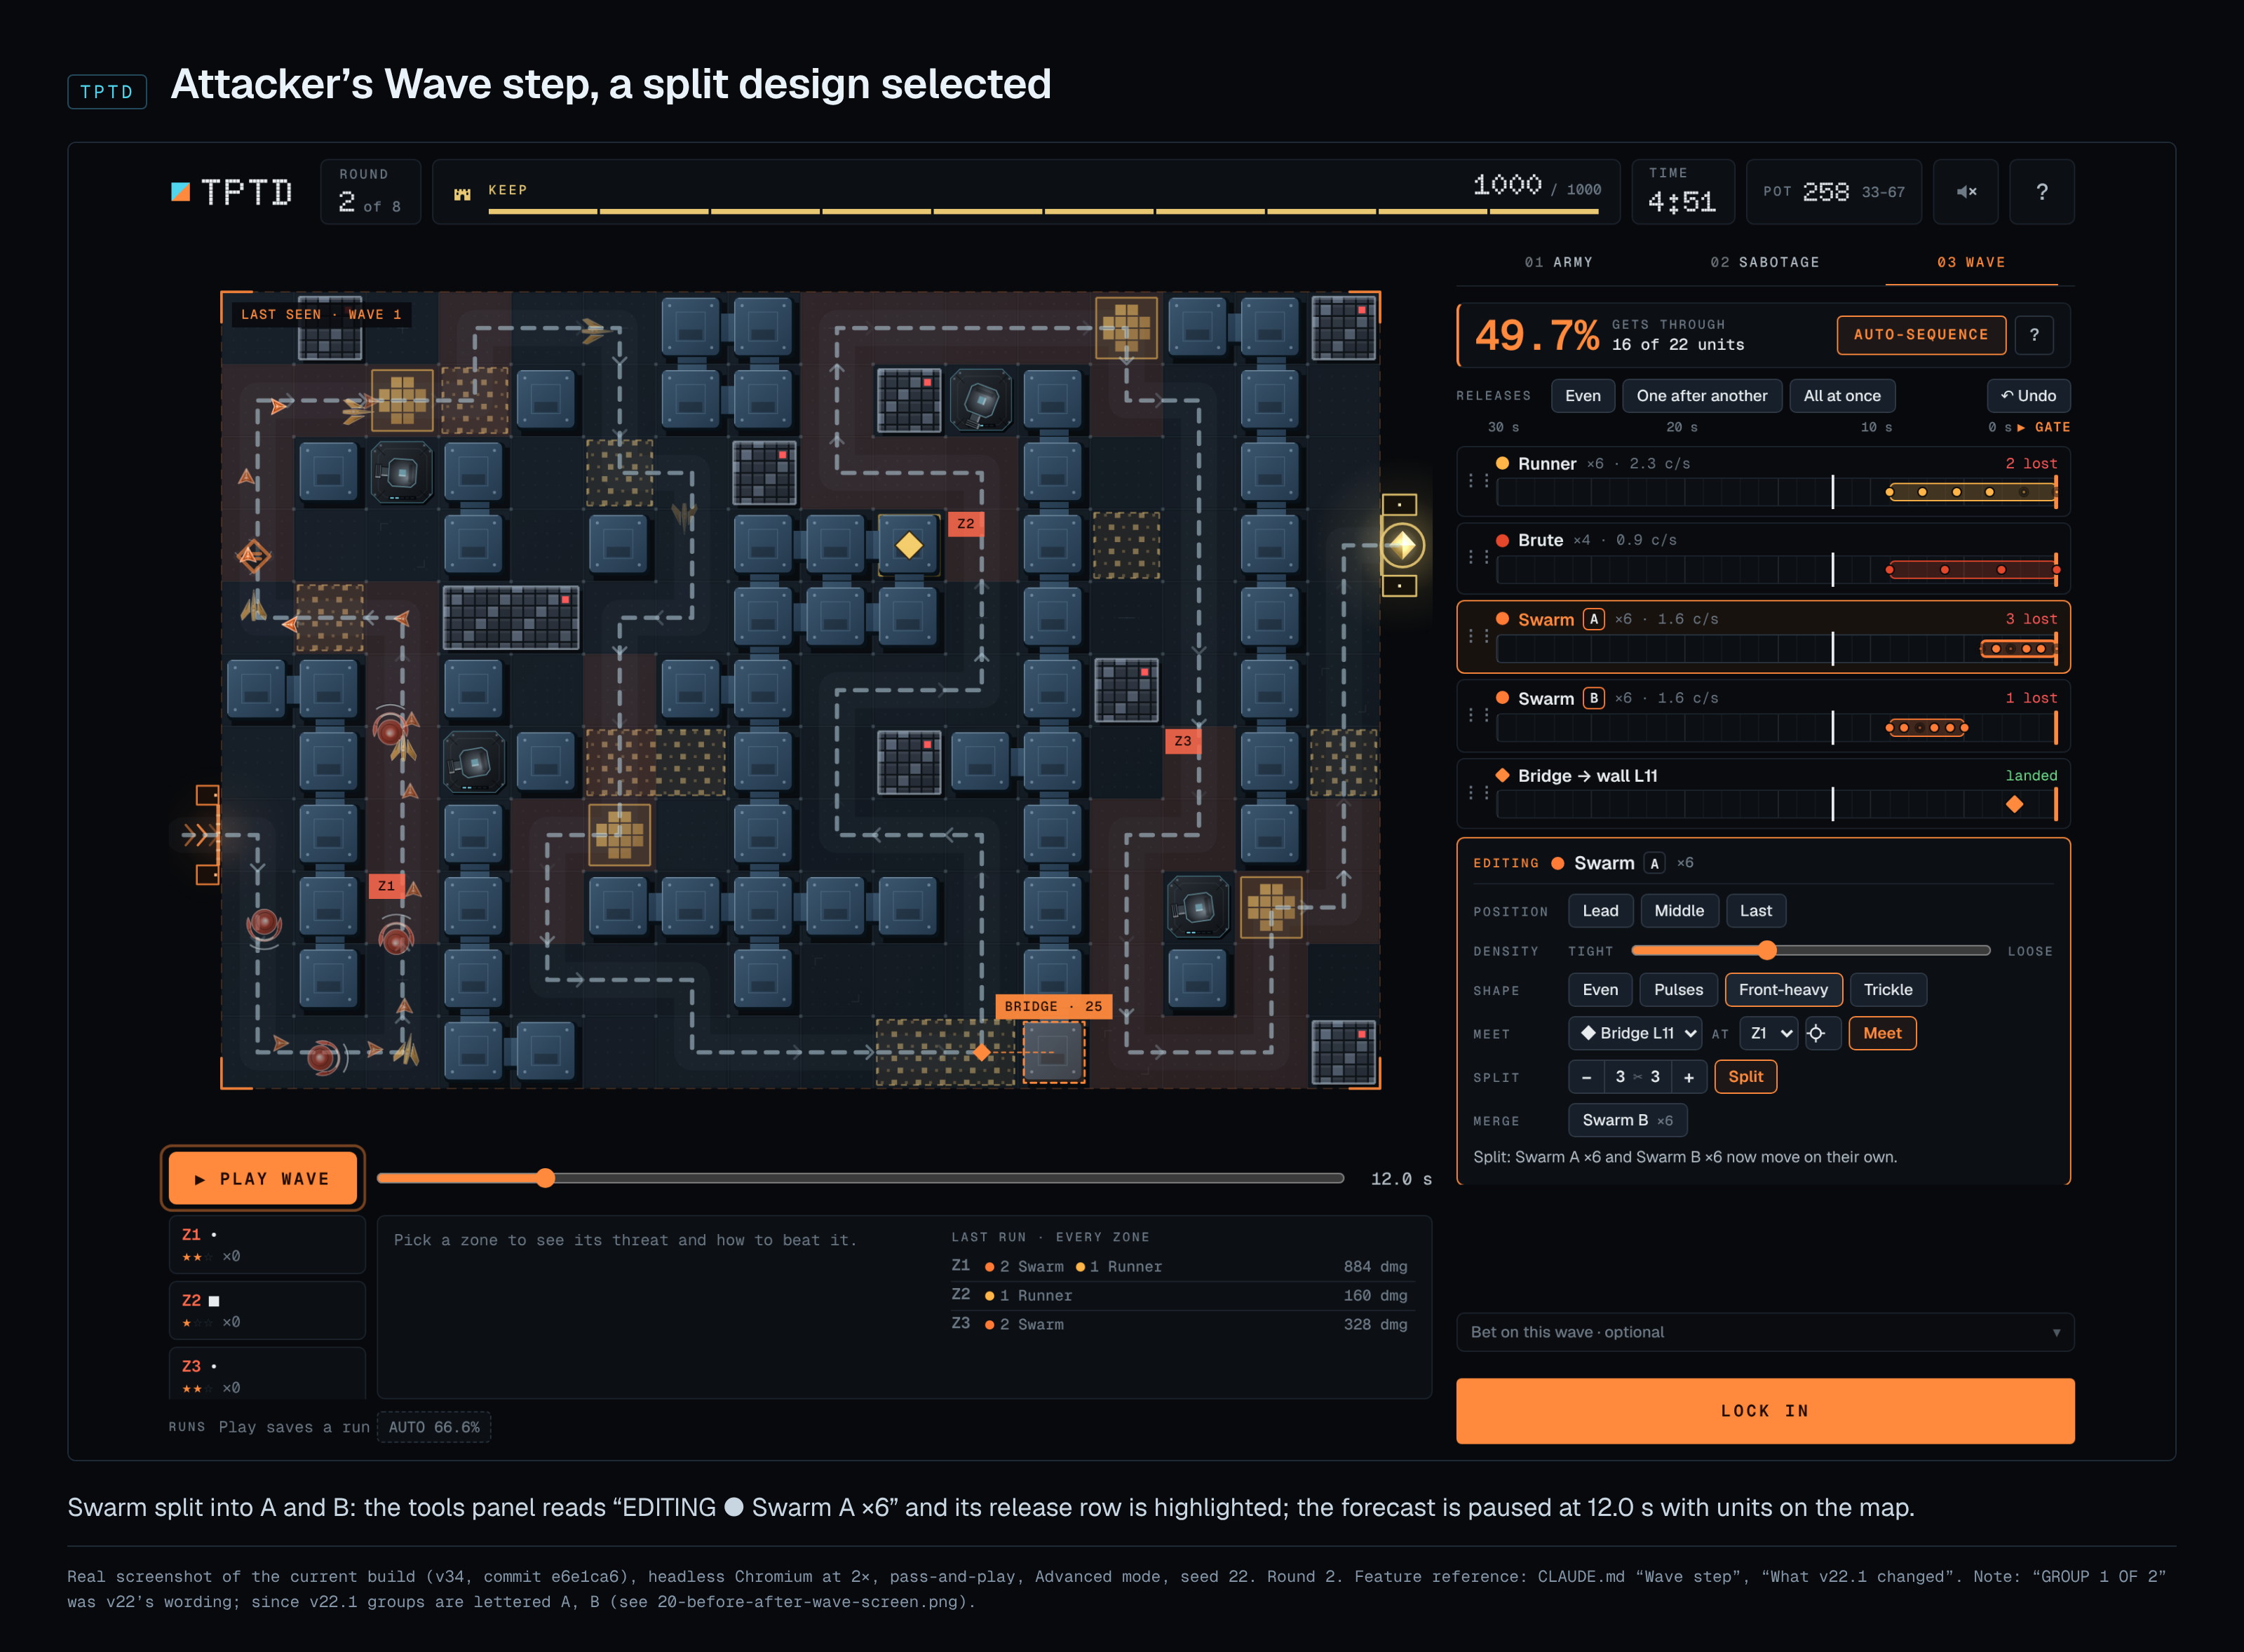 TPTD Attacker’s Wave step, a split design selected
TPTD
ROUND
2 of 8
KEEP
1000 / 1000
TIME
4:51
POT 258 33–67
?
01 ARMY 02 SABOTAGE 03 WAVE
LAST SEEN · WAVE 1
Z2
Z3
Z1
BRIDGE · 25
49.7% GETS THROUGH
16 of 22 units
AUTO-SEQUENCE ?
RELEASES Even One after another All at once ↶ Undo
30 s 20 s 10 s 0 s ▶ GATE
Runner ×6 · 2.3 c/s 2 lost
Brute ×4 · 0.9 c/s
Swarm A ×6 · 1.6 c/s 3 lost
Swarm B ×6 · 1.6 c/s 1 lost
Bridge → wall L11 landed
EDITING Swarm A ×6
POSITION Lead Middle Last
DENSITY TIGHT LOOSE
SHAPE Even Pulses Front-heavy Trickle
MEET ◆ Bridge L11 AT Z1 Meet
SPLIT − 3 ✂ 3 + Split
MERGE Swarm B ×6
Split: Swarm A ×6 and Swarm B ×6 now move on their own.
▶ PLAY WAVE 12.0 s
Z1 •
★★☆ ×0
Z2 ■
★☆☆ ×0
Z3 •
★★☆ ×0
Pick a zone to see its threat and how to beat it.
LAST RUN · EVERY ZONE
Z1 2 Swarm 1 Runner 884 dmg
Z2 1 Runner 160 dmg
Z3 2 Swarm 328 dmg
RUNS Play saves a run AUTO 66.6%
Bet on this wave · optional ▾
LOCK IN
Swarm split into A and B: the tools panel reads “EDITING ● Swarm A ×6” and its release row is highlighted; the forecast is paused at 12.0 s with units on the map.
Real screenshot of the current build (v34, commit e6e1ca6), headless Chromium at 2×, pass-and-play, Advanced mode, seed 22. Round 2. Feature reference: CLAUDE.md “Wave step”, “What v22.1 changed”. Note: “GROUP 1 OF 2”
was v22’s wording; since v22.1 groups are lettered A, B (see 20-before-after-wave-screen.png).